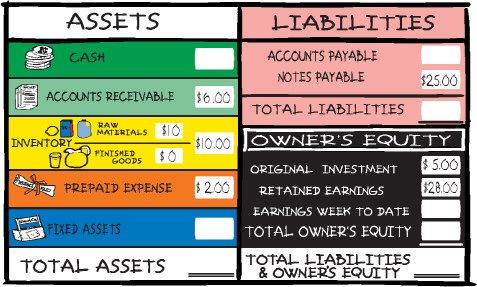 ASSETS
CASH
ACCOUNTS RECEIVABLE $6.00
INVENTORY
RAW MATERIALS $10
FINISHED GOODS $0
$10.00
PREPAID EXPENSE $2.00
FIXED ASSETS
TOTAL ASSETS
LIABILITIES
ACCOUNTS PAYABLE
NOTES PAYABLE $25.00
TOTAL LIABILITIES
OWNER'S EQUITY
ORIGINAL INVESTMENT $5.00
RETAINED EARNINGS $28.00
EARNINGS WEEK TO DATE
TOTAL OWNER'S EQUITY
TOTAL LIABILITIES
& OWNER'S EQUITY